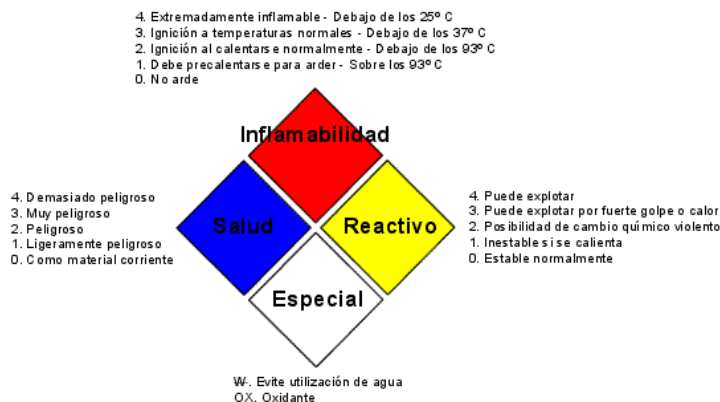 4. Extremadamente inflamable - Debajo de los 25º C
3. Ignición a temperaturas normales - Debajo de los 37º C
2. Ignición al calentarse normalmente - Debajo de los 93º C
1. Debe precalentarse para arder - Sobre los 93º C
0. No arde
Inflamabilidad
4. Demasiado peligroso
3. Muy peligroso
2. Peligroso
1. Ligeramente peligroso
0. Como material corriente
Salud
Reactivo
4. Puede explotar
3. Puede explotar por fuerte golpe o calor
2. Posibilidad de cambio químico violento
1. Inestable si se calienta
0. Estable normalmente
Especial
W. Evite utilización de agua
OX. Oxidante